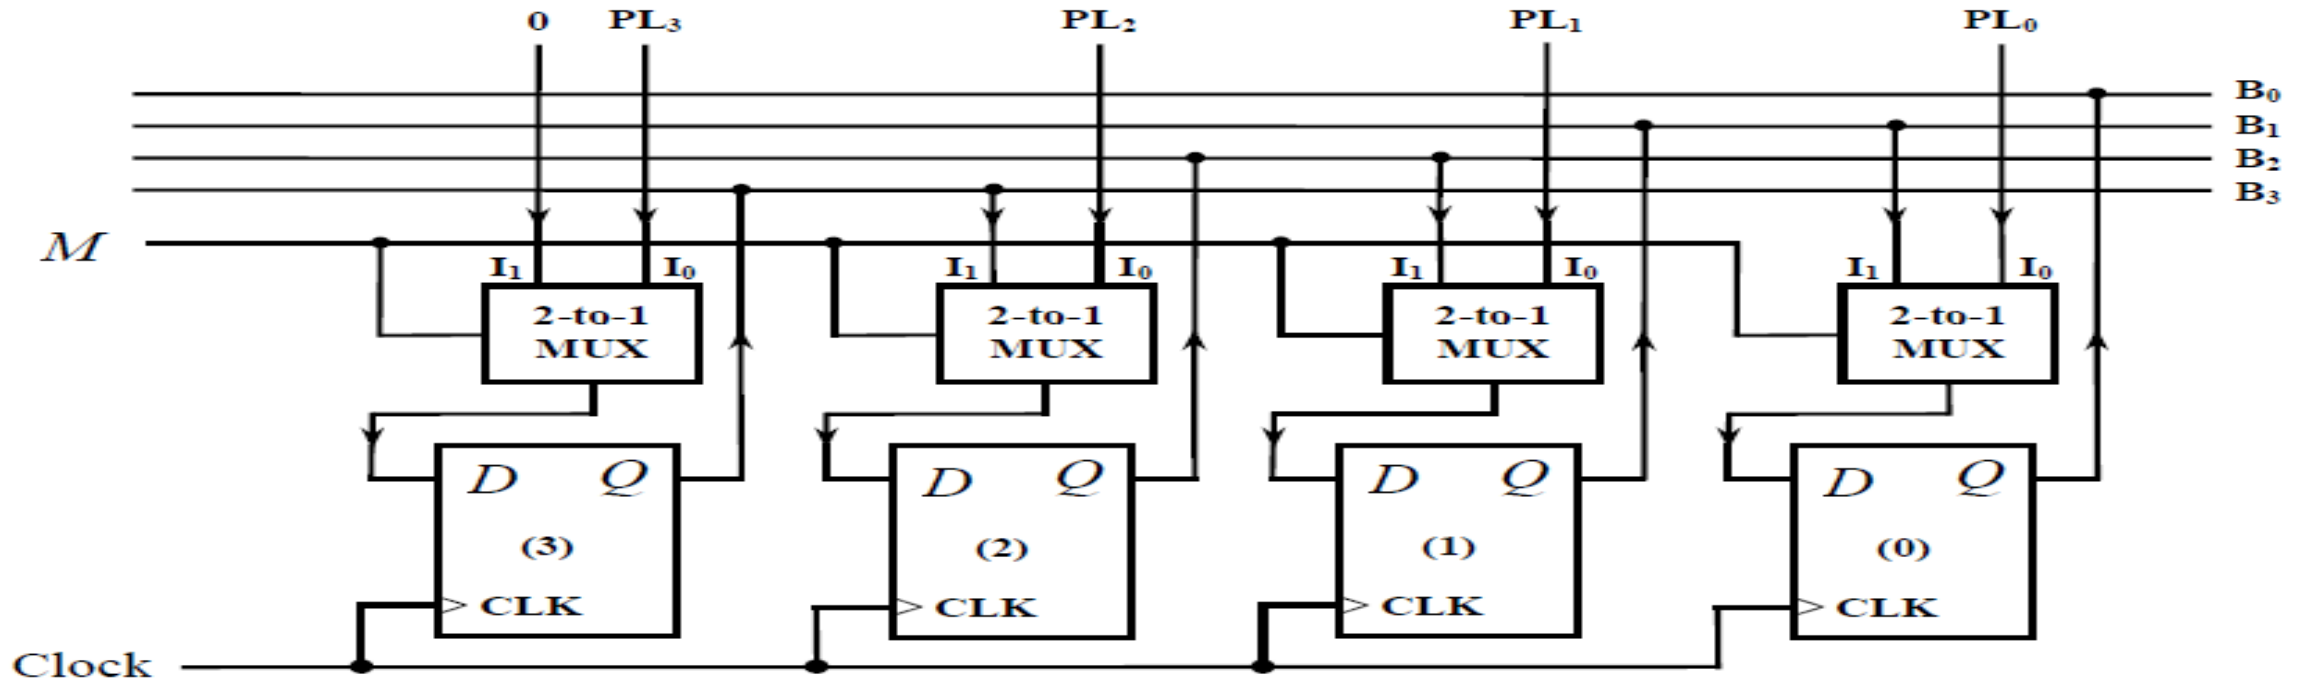 0 PL₃ PL₂ PL₁ PL₀
B₀
B₁
B₂
B₃
M
I₁ I₀ I₁ I₀ I₁ I₀ I₁ I₀
2-to-1 2-to-1 2-to-1 2-to-1
MUX MUX MUX MUX
D Q D Q D Q D Q
(3) (2) (1) (0)
CLK CLK CLK CLK
Clock